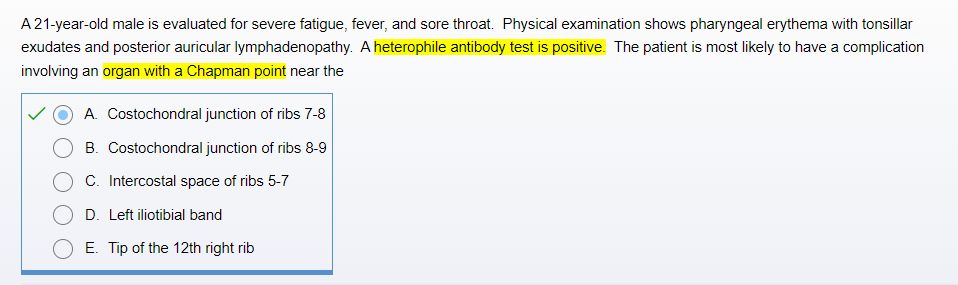 A 21-year-old male is evaluated for severe fatigue, fever, and sore throat.  Physical examination shows pharyngeal erythema with tonsillar
exudates and posterior auricular lymphadenopathy.  A heterophile antibody test is positive.  The patient is most likely to have a complication
involving an organ with a Chapman point near the
A. Costochondral junction of ribs 7-8
B. Costochondral junction of ribs 8-9
C. Intercostal space of ribs 5-7
D. Left iliotibial band
E. Tip of the 12th right rib